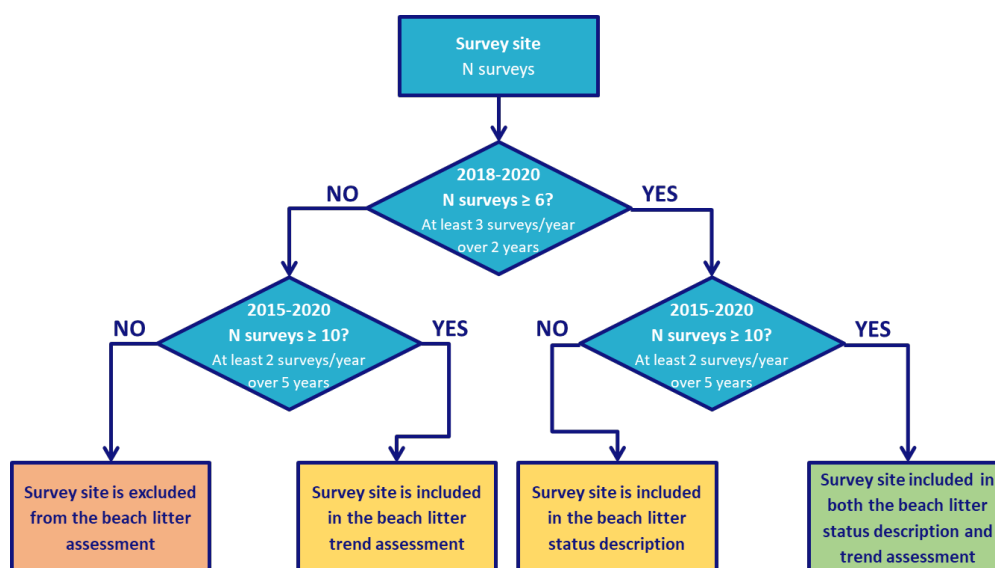 Survey site
N surveys
2018-2020
N surveys ≥ 6?
At least 3 surveys/year
over 2 years
NO
YES
2015-2020
N surveys ≥ 10?
At least 2 surveys/year
over 5 years
NO
YES
2015-2020
N surveys ≥ 10?
At least 2 surveys/year
over 5 years
NO
YES
Survey site is excluded
from the beach litter
assessment
Survey site is included
in the beach litter
trend assessment
Survey site is included
in the beach litter
status description
Survey site included in
both the beach litter
status description and
trend assessment